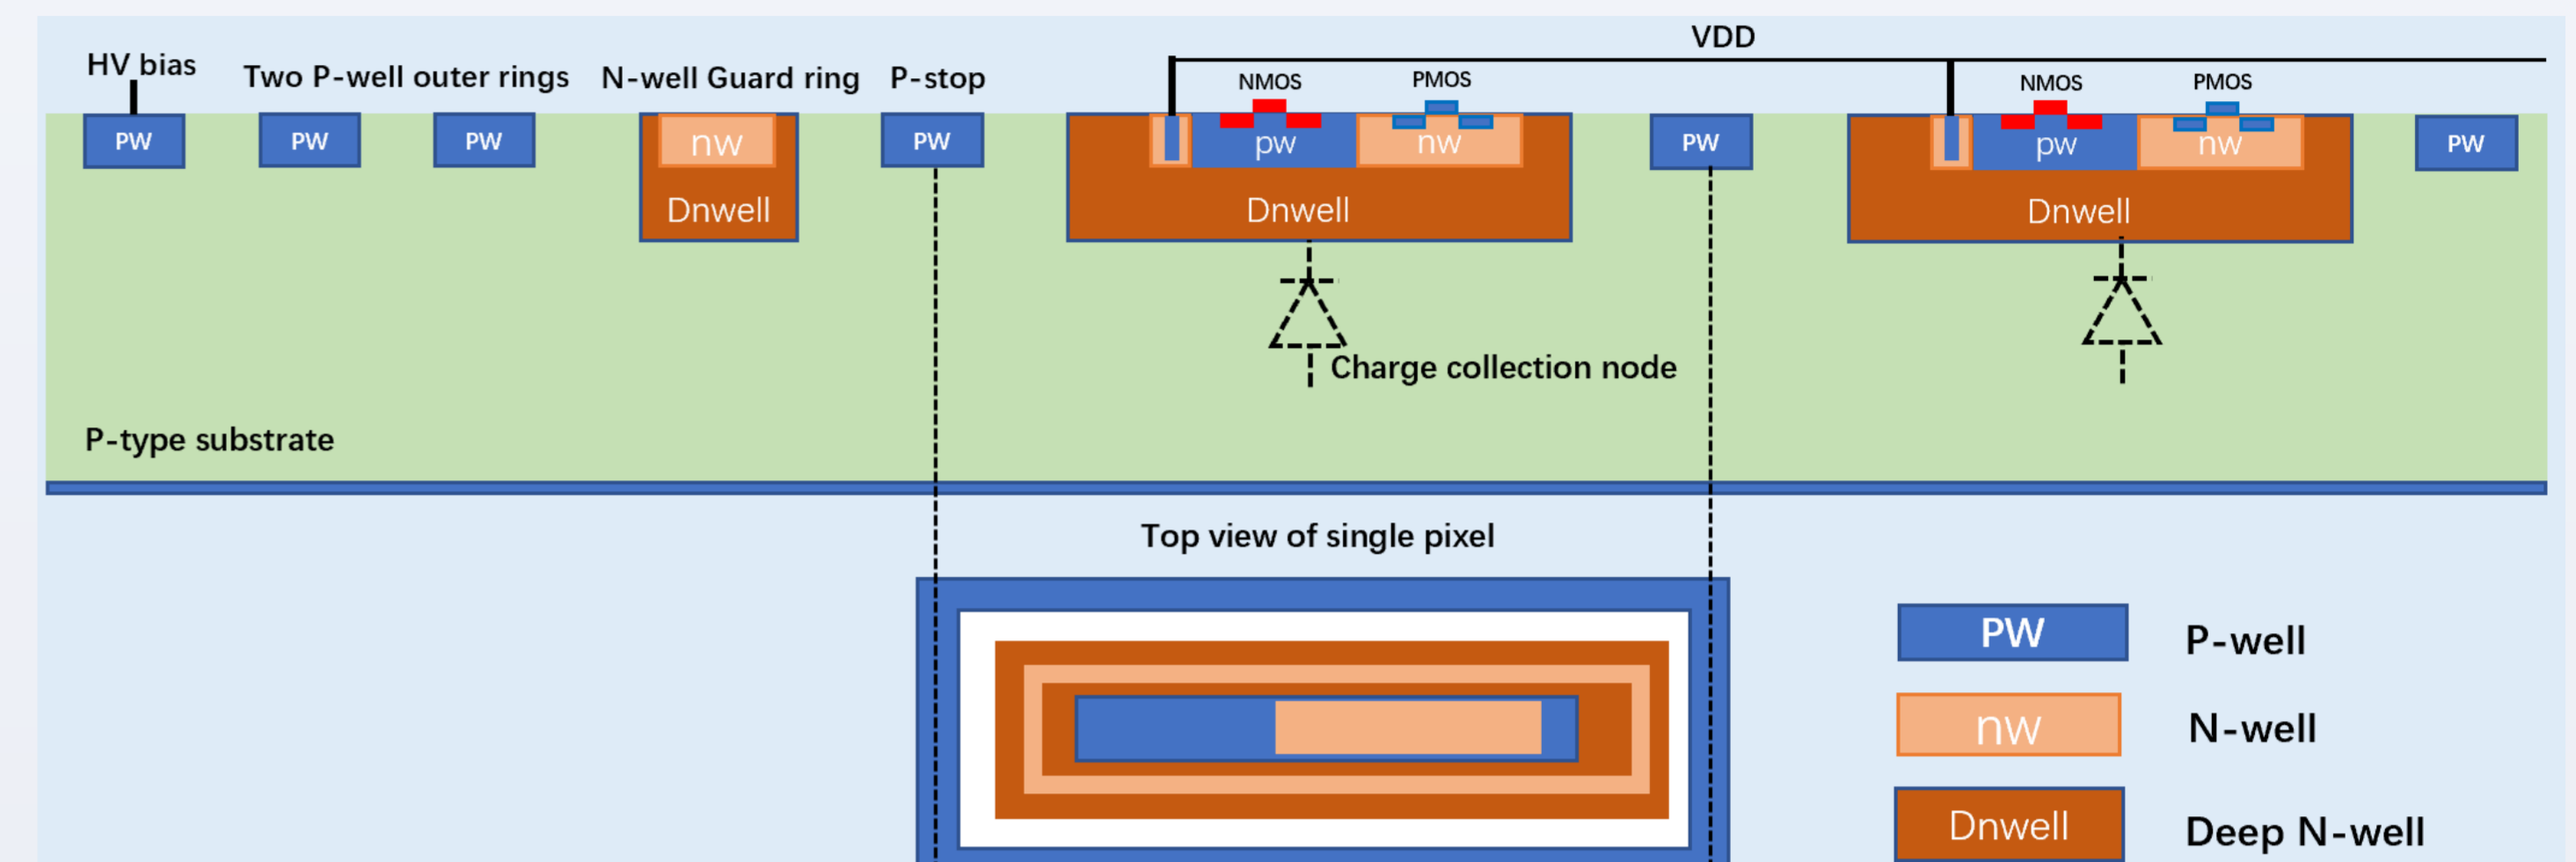 VDD
HV bias
Two P-well outer rings
N-well Guard ring
P-stop
NMOS
PMOS
NMOS
PMOS
PW
PW
PW
nw
PW
pw
nw
PW
pw
nw
PW
Dnwell
Dnwell
Dnwell
Charge collection node
P-type substrate
Top view of single pixel
PW
P-well
nw
N-well
Dnwell
Deep N-well